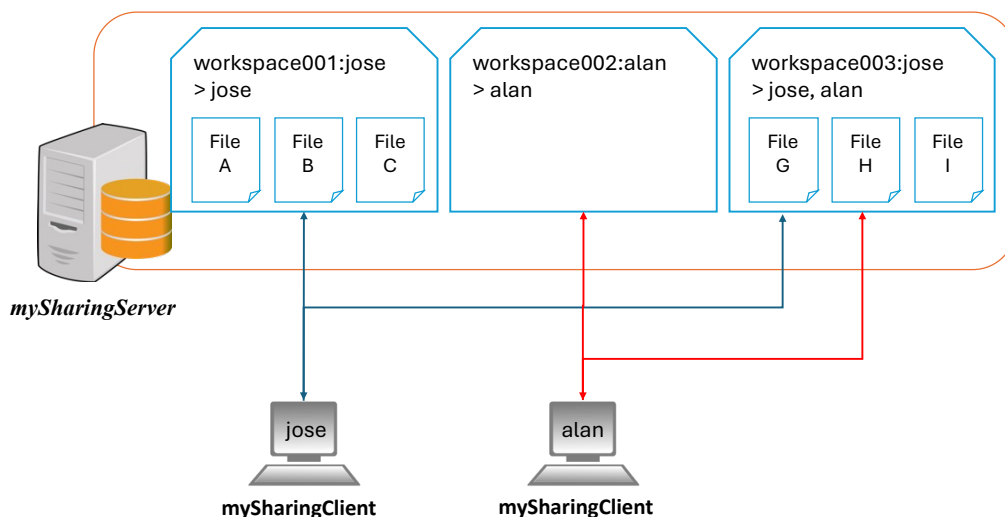 workspace001:jose
> jose
File
A
File
B
File
C
workspace002:alan
> alan
workspace003:jose
> jose, alan
File
G
File
H
File
I
mySharingServer
jose
mySharingClient
alan
mySharingClient